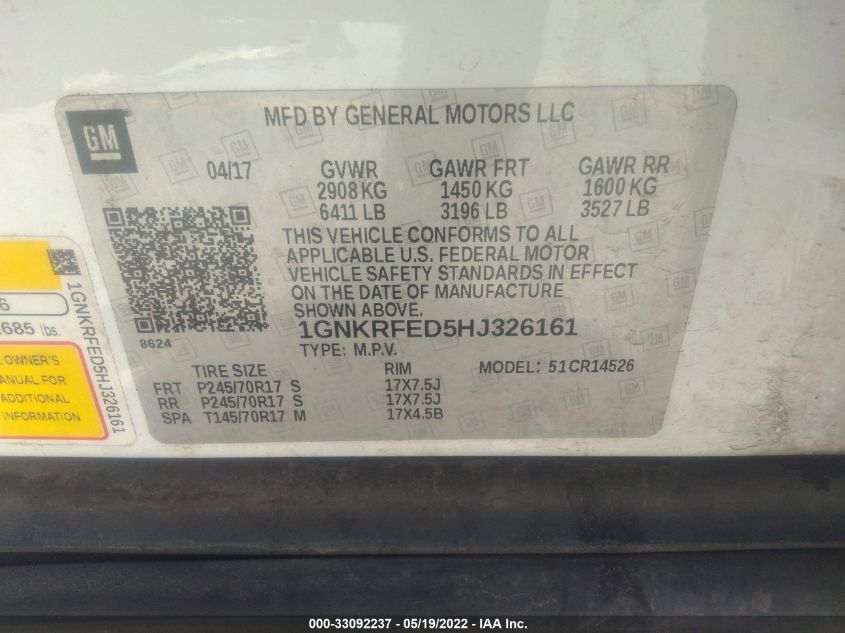 GM
MFD BY GENERAL MOTORS LLC
04/17 GVWR GAWR FRT GAWR RR
2908 KG 1450 KG 1600 KG
6411 LB 3196 LB 3527 LB
THIS VEHICLE CONFORMS TO ALL
APPLICABLE U.S. FEDERAL MOTOR
VEHICLE SAFETY STANDARDS IN EFFECT
ON THE DATE OF MANUFACTURE
SHOWN ABOVE.
8624
1GNKRFED5HJ326161
TYPE: M.P.V.
TIRE SIZE RIM MODEL: 51CR14526
FRT P245/70R17 S 17X7.5J
RR P245/70R17 S 17X7.5J
SPA T145/70R17 M 17X4.5B
1GNKRFED5HJ326161
6
685 lbs.
OWNER'S
MANUAL FOR
ADDITIONAL
INFORMATION
000-33092237 - 05/19/2022 - IAA Inc.